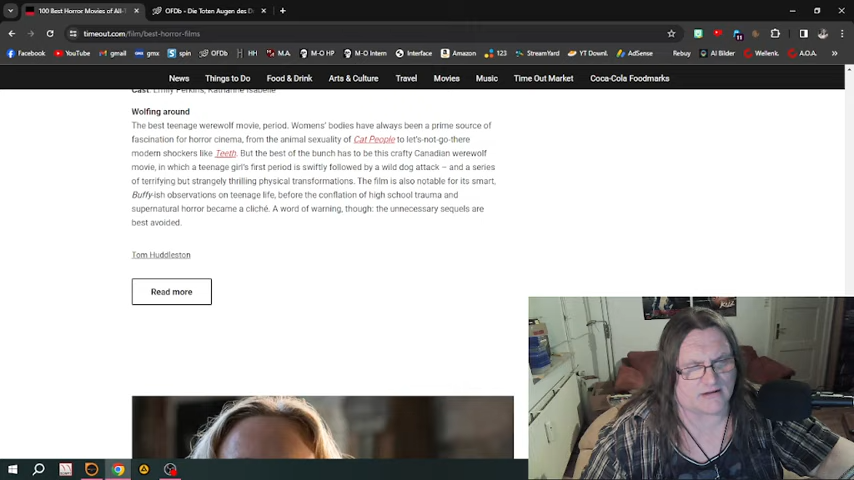 100 Best Horror Movies of All-T
OFDb - Die Toten Augen des D
timeout.com/film/best-horror-films
Facebook YouTube gmail gmx spin OFDb HH M.A. M-O HP M-O Intern Interface Amazon 123 StreamYard YT Downl. AdSense Rebuy AI Bilder Wellenk. A.O.A.
News Things to Do Food & Drink Arts & Culture Travel Movies Music Time Out Market Coca-Cola Foodmarks
Cast: Emily Perkins, Katharine Isabelle
Wolfing around
The best teenage werewolf movie, period. Womens' bodies have always been a prime source of
fascination for horror cinema, from the animal sexuality of Cat People to let's-not-go-there
modern shockers like Teeth. But the best of the bunch has to be this crafty Canadian werewolf
movie, in which a teenage girl's first period is swiftly followed by a wild dog attack – and a series
of terrifying but strangely thrilling physical transformations. The film is also notable for its smart,
Buffy-ish observations on teenage life, before the conflation of high school trauma and
supernatural horror became a cliché. A word of warning, though: the unnecessary sequels are
best avoided.
Tom Huddleston
Read more